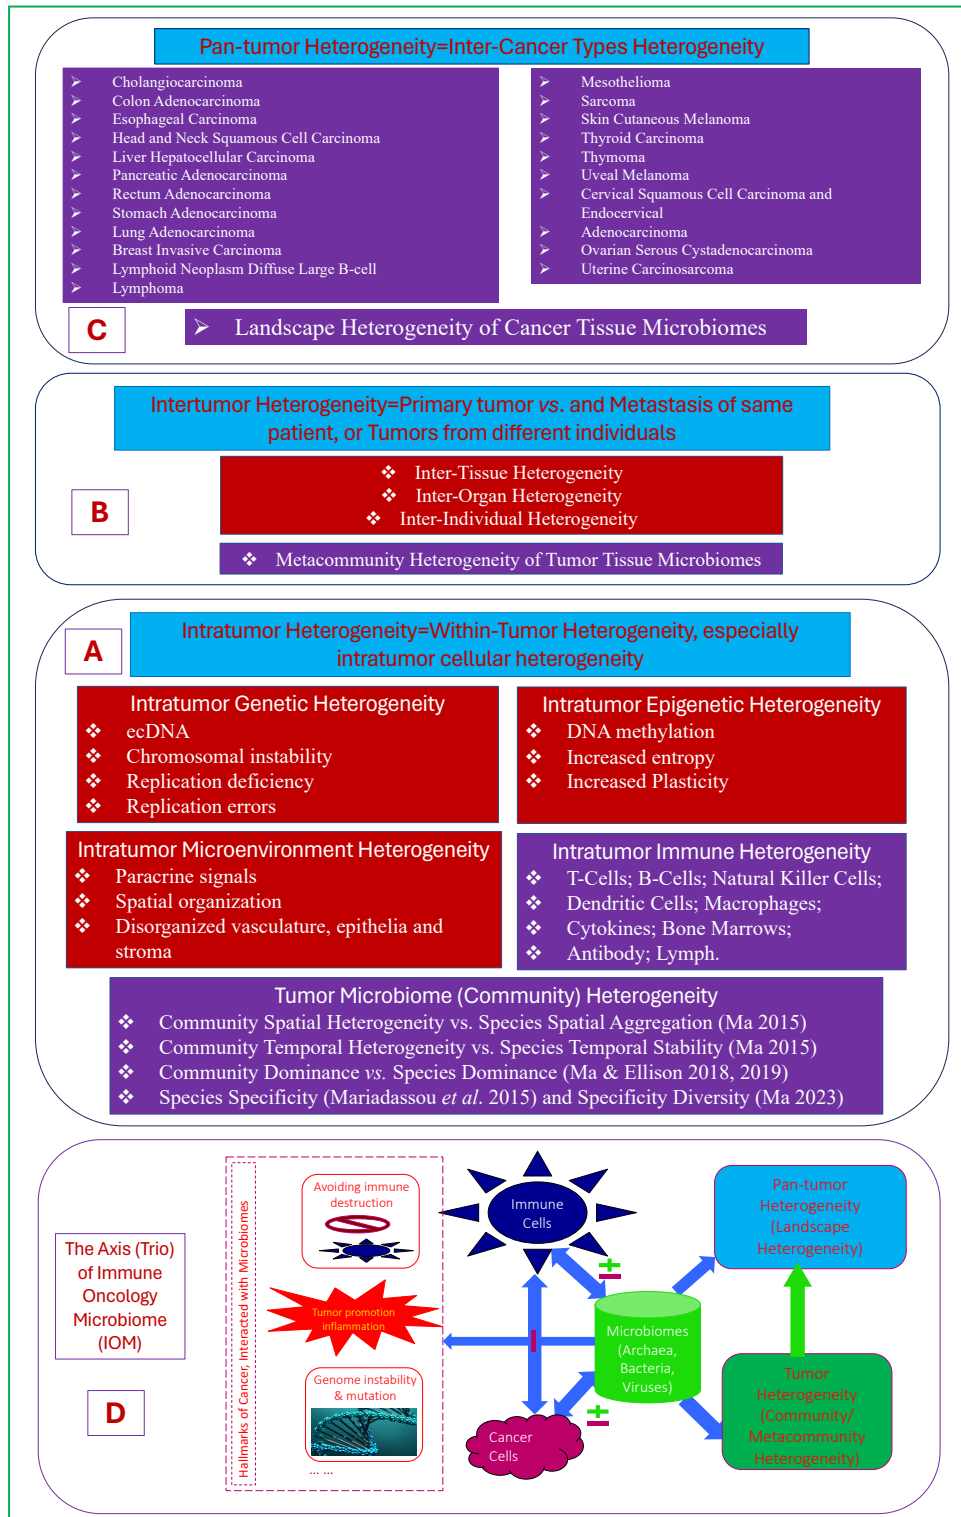 Pan-tumor Heterogeneity=Inter-Cancer Types Heterogeneity
➢ Cholangiocarcinoma
➢ Colon Adenocarcinoma
➢ Esophageal Carcinoma
➢ Head and Neck Squamous Cell Carcinoma
➢ Liver Hepatocellular Carcinoma
➢ Pancreatic Adenocarcinoma
➢ Rectum Adenocarcinoma
➢ Stomach Adenocarcinoma
➢ Lung Adenocarcinoma
➢ Breast Invasive Carcinoma
➢ Lymphoid Neoplasm Diffuse Large B-cell
➢ Lymphoma
➢ Mesothelioma
➢ Sarcoma
➢ Skin Cutaneous Melanoma
➢ Thyroid Carcinoma
➢ Thymoma
➢ Uveal Melanoma
➢ Cervical Squamous Cell Carcinoma and
Endocervical
➢ Adenocarcinoma
➢ Ovarian Serous Cystadenocarcinoma
➢ Uterine Carcinosarcoma
C
➢ Landscape Heterogeneity of Cancer Tissue Microbiomes
Intertumor Heterogeneity=Primary tumor vs. and Metastasis of same
patient, or Tumors from different individuals
❖ Inter-Tissue Heterogeneity
❖ Inter-Organ Heterogeneity
❖ Inter-Individual Heterogeneity
B
❖ Metacommunity Heterogeneity of Tumor Tissue Microbiomes
A
Intratumor Heterogeneity=Within-Tumor Heterogeneity, especially
intratumor cellular heterogeneity
Intratumor Genetic Heterogeneity
❖ ecDNA
❖ Chromosomal instability
❖ Replication deficiency
❖ Replication errors
Intratumor Epigenetic Heterogeneity
❖ DNA methylation
❖ Increased entropy
❖ Increased Plasticity
Intratumor Microenvironment Heterogeneity
❖ Paracrine signals
❖ Spatial organization
❖ Disorganized vasculature, epithelia and
stroma
Intratumor Immune Heterogeneity
❖ T-Cells; B-Cells; Natural Killer Cells;
❖ Dendritic Cells; Macrophages;
❖ Cytokines; Bone Marrows;
❖ Antibody; Lymph.
Tumor Microbiome (Community) Heterogeneity
❖ Community Spatial Heterogeneity vs. Species Spatial Aggregation (Ma 2015)
❖ Community Temporal Heterogeneity vs. Species Temporal Stability (Ma 2015)
❖ Community Dominance vs. Species Dominance (Ma & Ellison 2018, 2019)
❖ Species Specificity (Mariadassou et al. 2015) and Specificity Diversity (Ma 2023)
The Axis (Trio)
of Immune
Oncology
Microbiome
(IOM)
D
Hallmarks of Cancer, Interacted with Microbiomes
Avoiding immune
destruction
Tumor promotion
inflammation
Genome instability
& mutation
... ...
Immune
Cells
±
Microbiomes
(Archaea,
Bacteria,
Viruses)
±
Cancer
Cells
Pan-tumor
Heterogeneity
(Landscape
Heterogeneity)
Tumor
Heterogeneity
(Community/
Metacommunity
Heterogeneity)